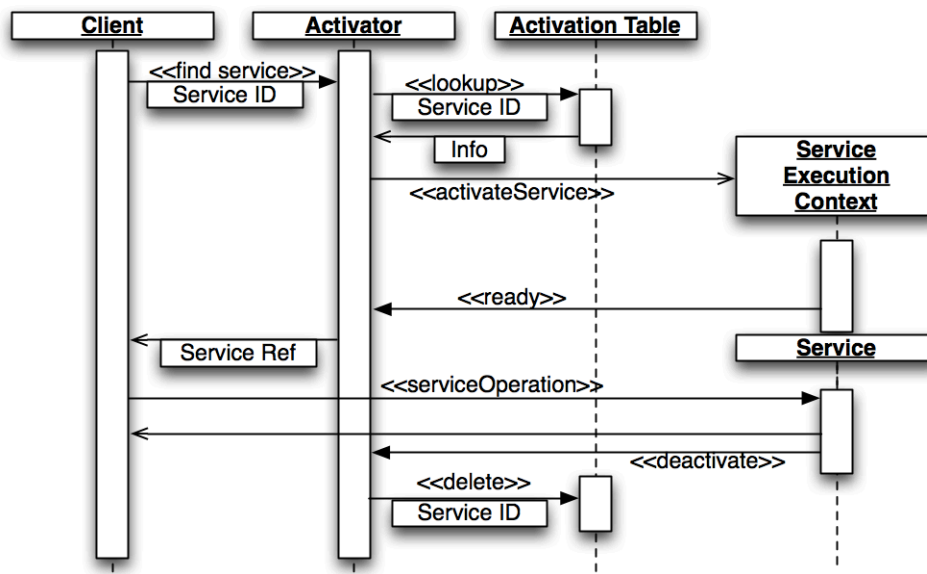 Client
Activator
Activation Table
<<find service>>
Service ID
<<lookup>>
Service ID
Info
Service
Execution
Context
<<activateService>>
<<ready>>
Service Ref
Service
<<serviceOperation>>
<<deactivate>>
<<delete>>
Service ID